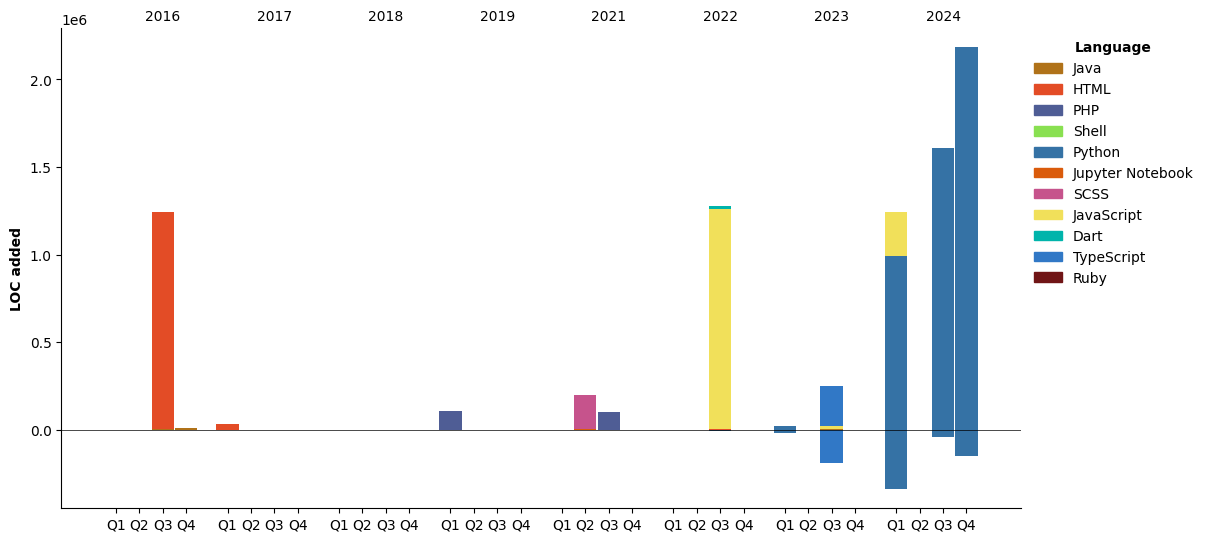 1e6
2016 2017 2018 2019 2021 2022 2023 2024
LOC added
2.0
1.5
1.0
0.5
0.0
Q1 Q2 Q3 Q4 Q1 Q2 Q3 Q4 Q1 Q2 Q3 Q4 Q1 Q2 Q3 Q4 Q1 Q2 Q3 Q4 Q1 Q2 Q3 Q4 Q1 Q2 Q3 Q4 Q1 Q2 Q3 Q4
Language
Java
HTML
PHP
Shell
Python
Jupyter Notebook
SCSS
JavaScript
Dart
TypeScript
Ruby